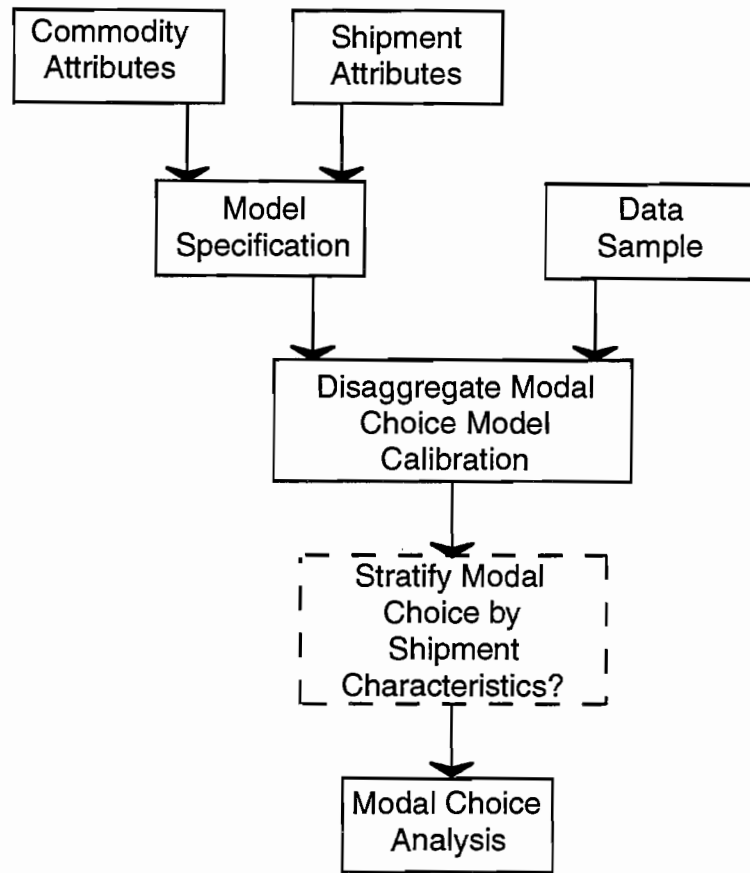 Commodity
Attributes
Shipment
Attributes
Model
Specification
Data
Sample
Disaggregate Modal
Choice Model
Calibration
Stratify Modal
Choice by
Shipment
Characteristics?
Modal Choice
Analysis